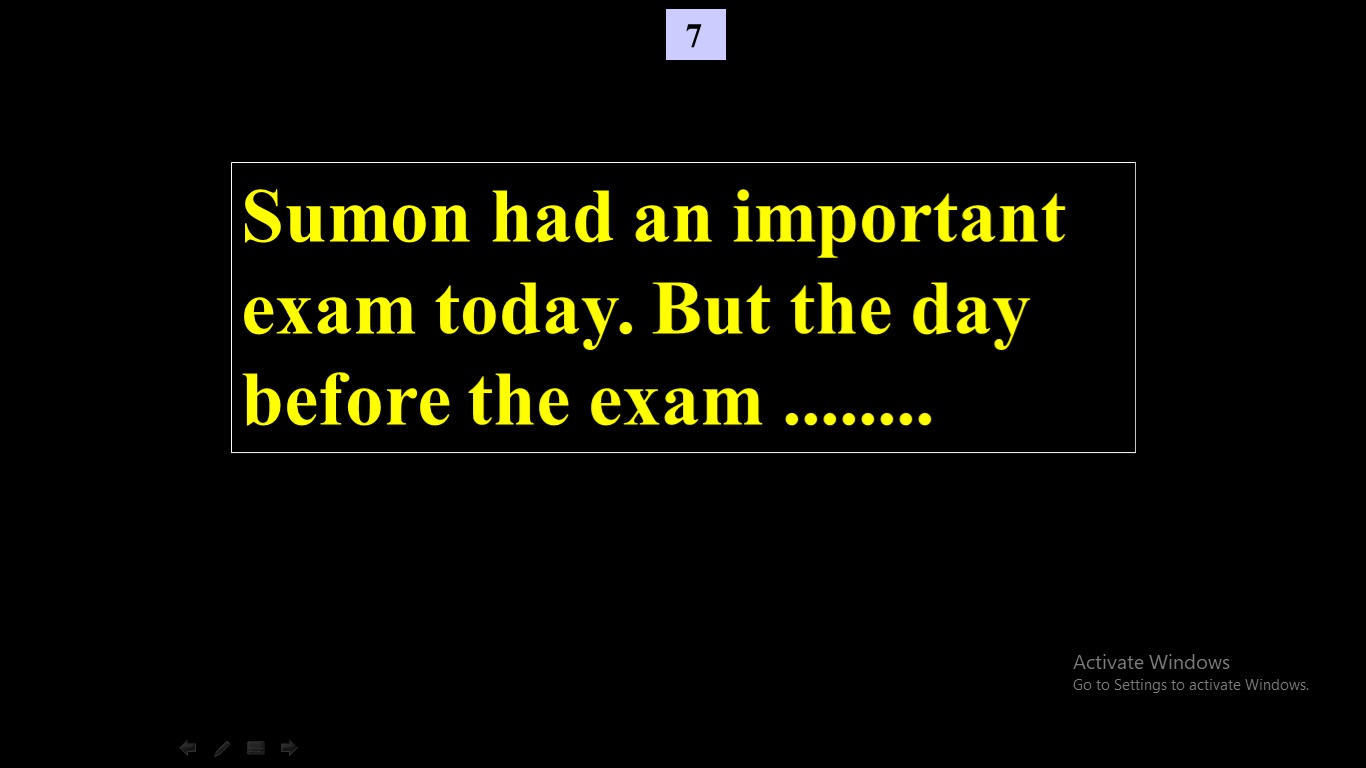 7
Sumon had an important
exam today. But the day
before the exam ........
Activate Windows
Go to Settings to activate Windows.